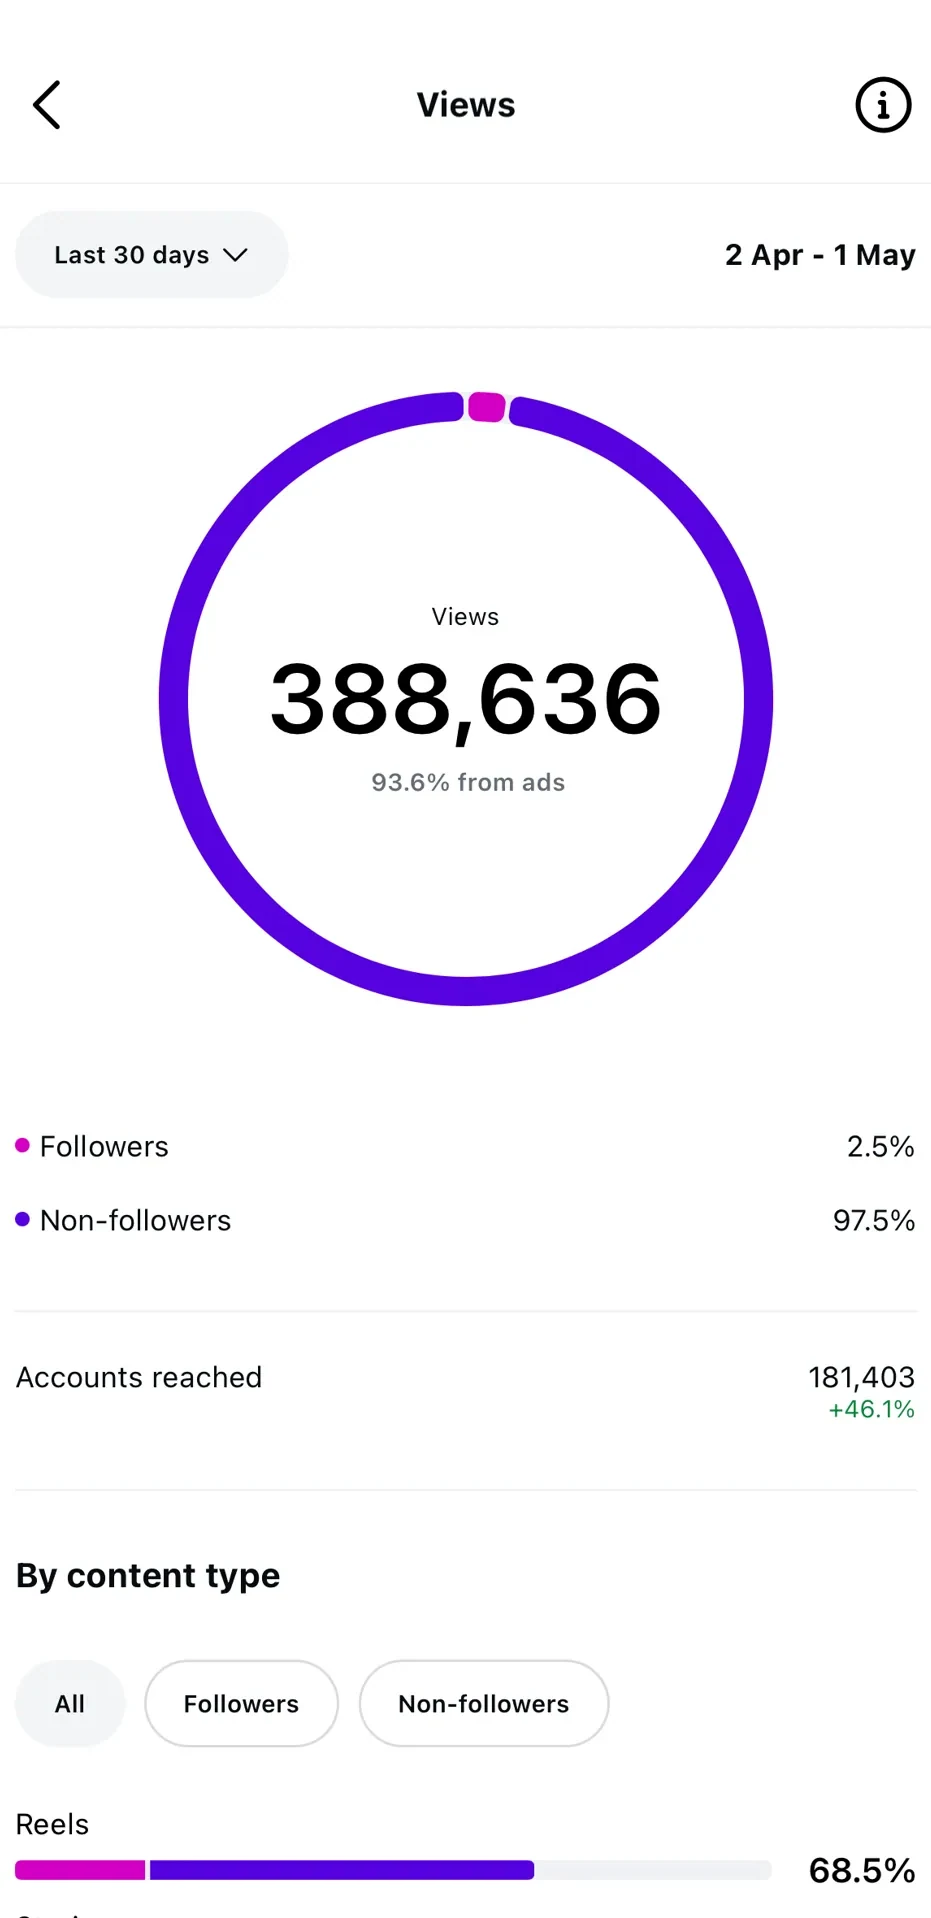 Views
Last 30 days
2 Apr - 1 May
Views
388,636
93.6% from ads
Followers 2.5%
Non-followers 97.5%
Accounts reached 181,403
+46.1%
By content type
All Followers Non-followers
Reels
68.5%